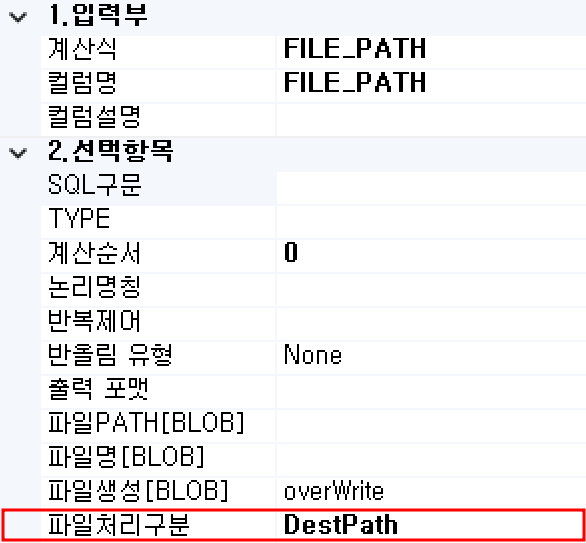 1.입력부
계산식 FILE_PATH
컬럼명 FILE_PATH
컬럼설명
2.선택항목
SQL구문
TYPE
계산순서 0
논리명칭
반복제어
반올림 유형 None
출력 포맷
파일PATH[BLOB]
파일명[BLOB]
파일생성[BLOB] overWrite
파일처리구분 DestPath